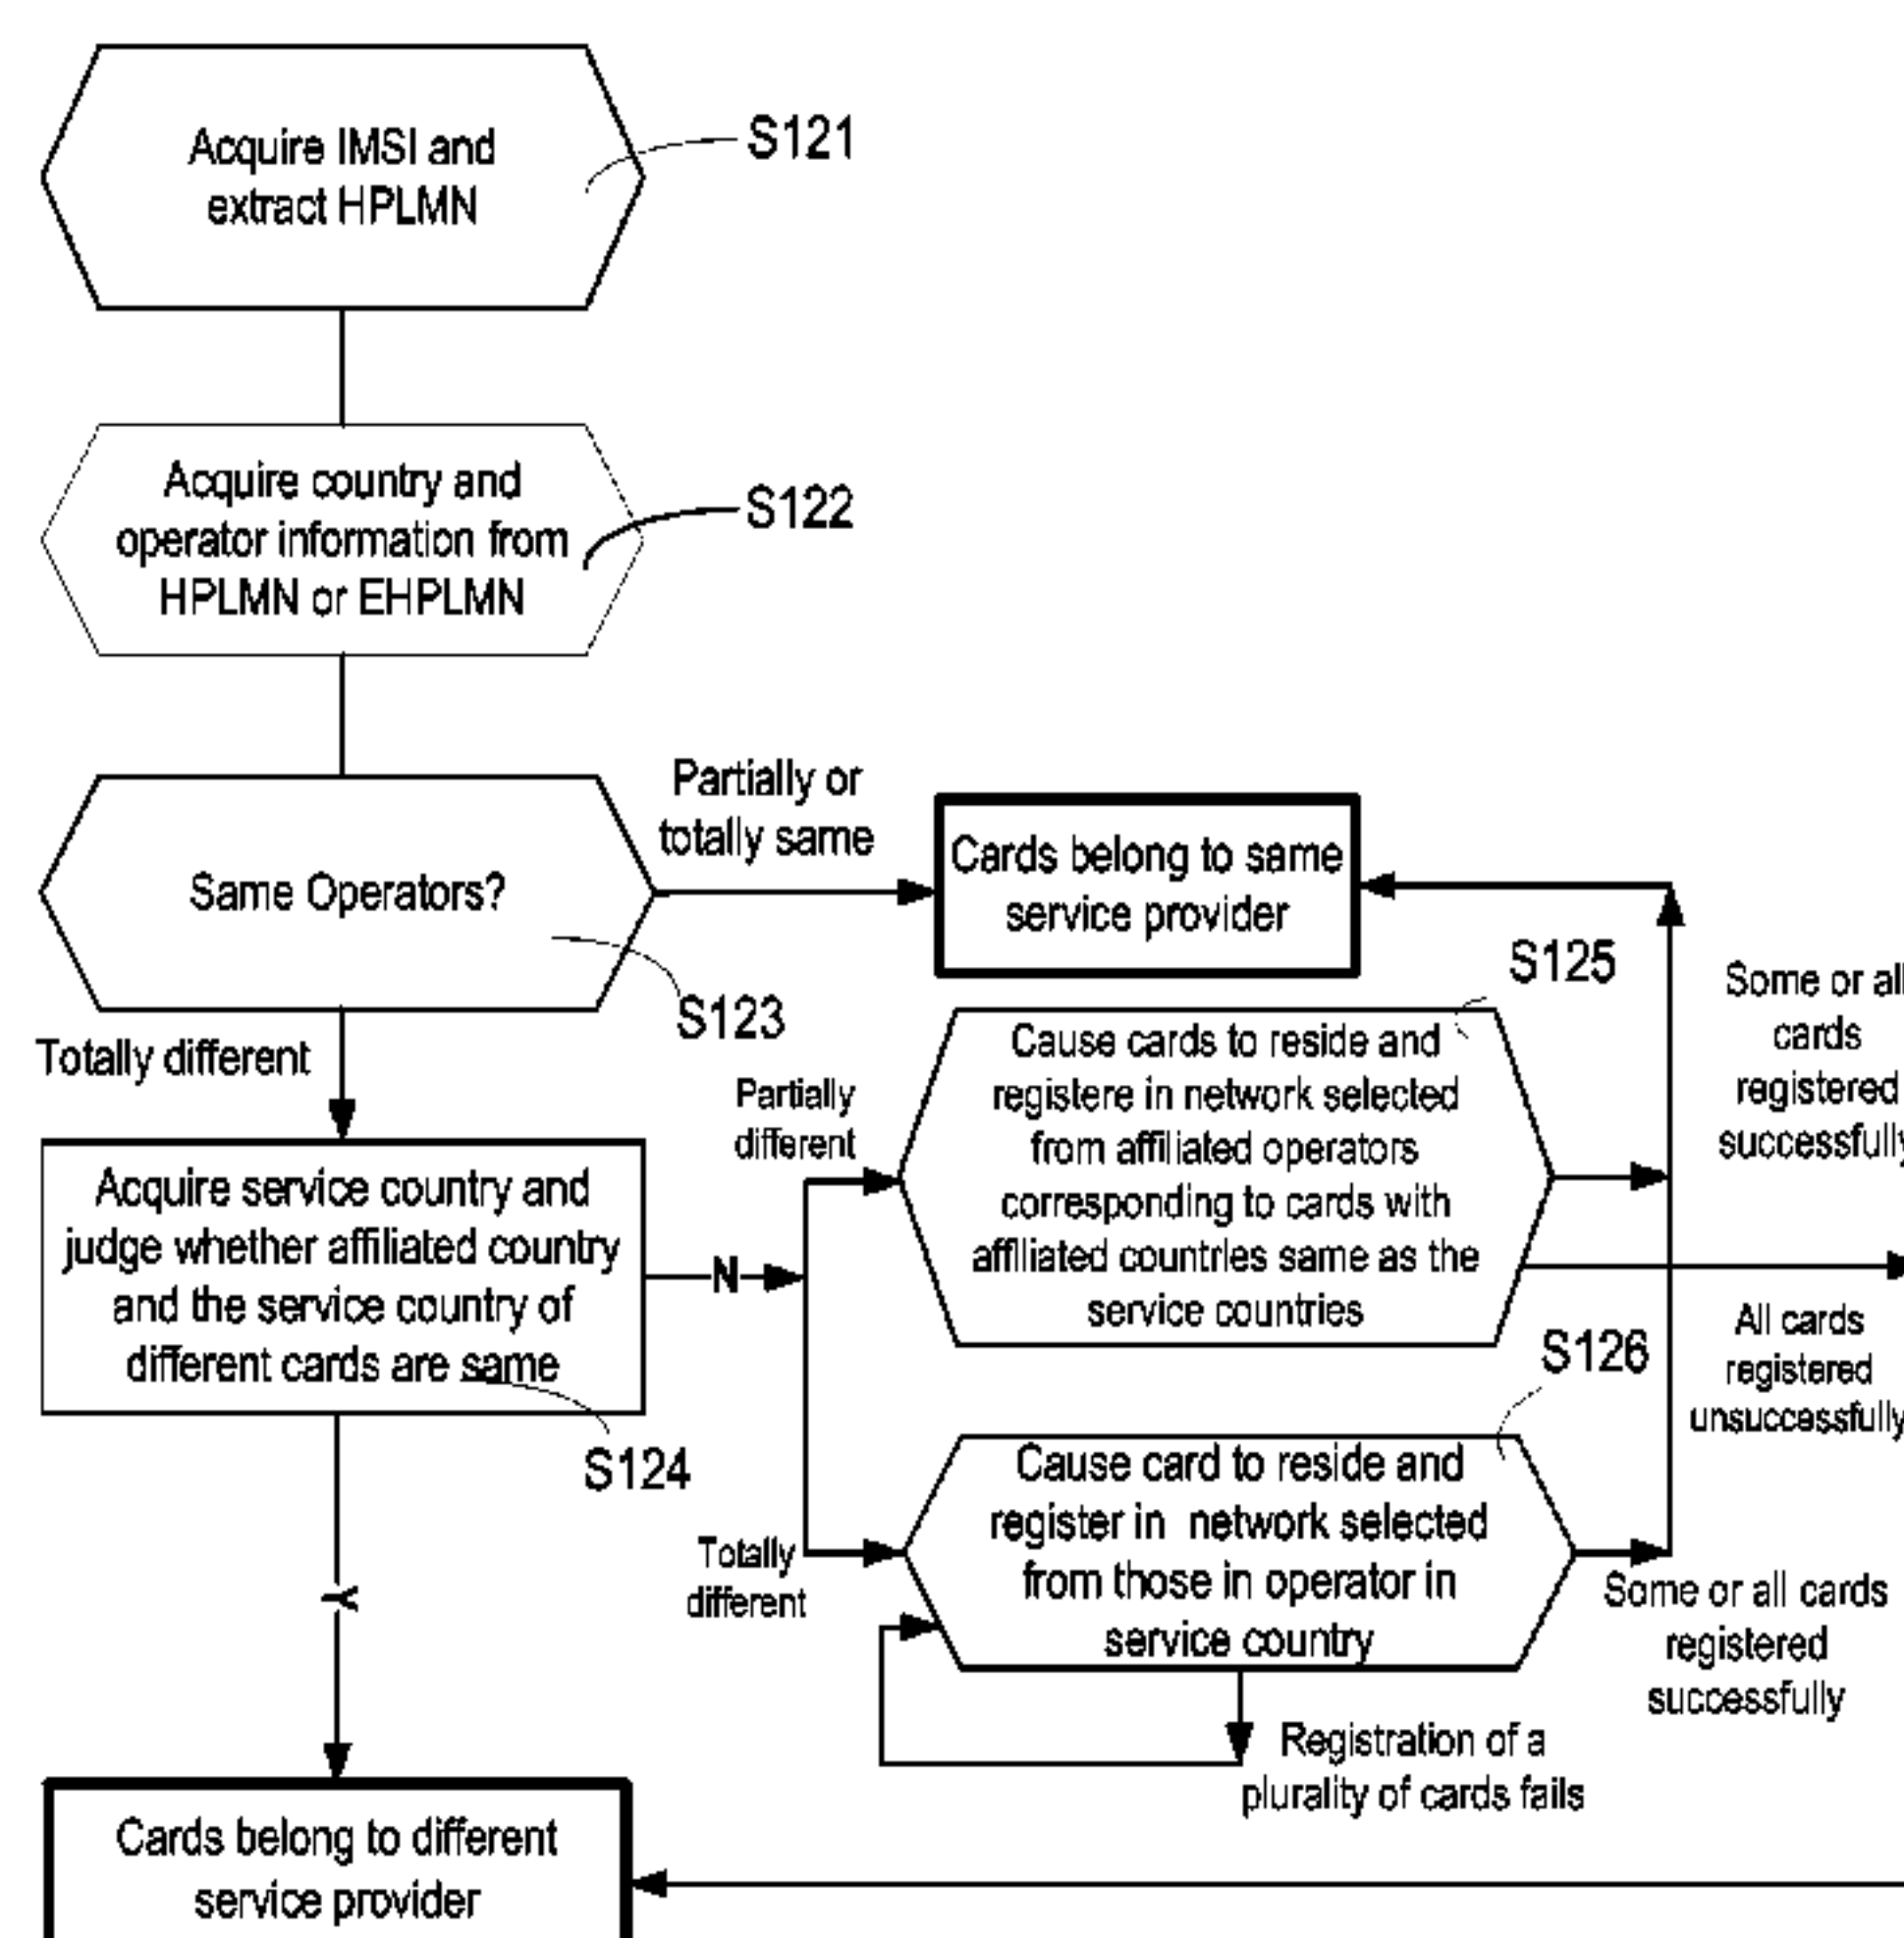 Acquire IMSI and
extract HPLMN
S121
Acquire country and
operator information from
HPLMN or EHPLMN
S122
Same Operators?
S123
Partially or
totally same
Cards belong to same
service provider
Totally different
Acquire service country and
judge whether affiliated country
and the service country of
different cards are same
S124
N
Y
Partially
different
S125
Cause cards to reside and
registere in network selected
from affiliated operators
corresponding to cards with
affiliated countries same as the
service countries
Some or all
cards
registered
successfully
All cards
registered
unsuccessfully
S126
Totally
different
Cause card to reside and
register in network selected
from those in operator in
service country
Some or all cards
registered
successfully
Registration of a
plurality of cards fails
Cards belong to different
service provider